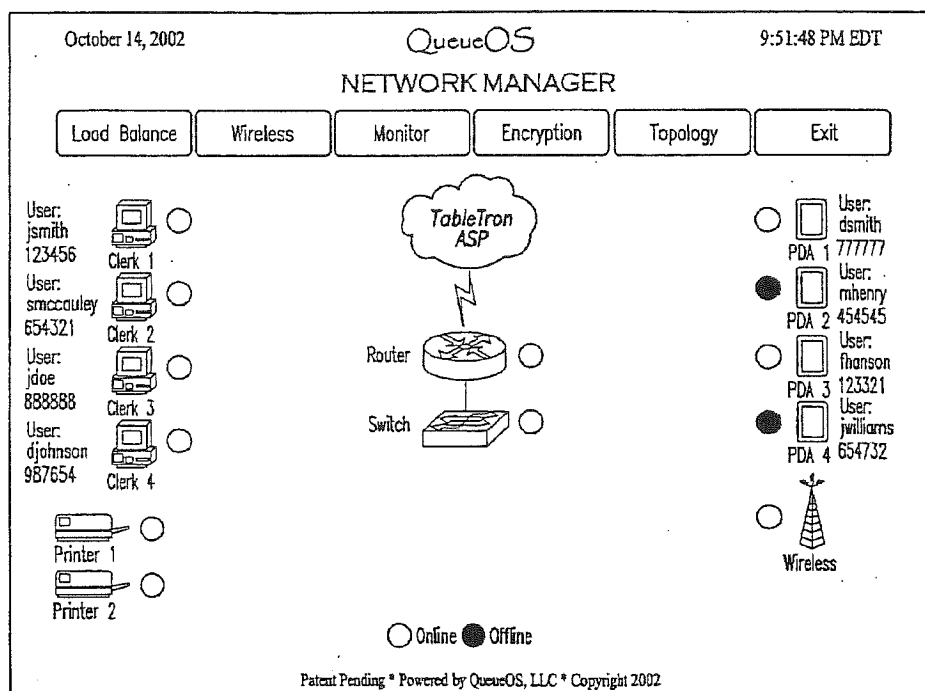 October 14, 2002
QueueOS
9:51:48 PM EDT
NETWORK MANAGER
Load Balance
Wireless
Monitor
Encryption
Topology
Exit
User:
jsmith
123456
Clerk 1
User:
smccauley
654321
Clerk 2
User:
jdoe
888888
Clerk 3
User:
djohnson
987654
Clerk 4
Printer 1
Printer 2
TableTron
ASP
Router
Switch
User:
dsmith
PDA 1 777777
User:
mhenry
PDA 2 454545
User:
fhanson
PDA 3 123321
User:
jwilliams
PDA 4 654732
Wireless
Online Offline
Patent Pending * Powered by QueueOS, LLC * Copyright 2002